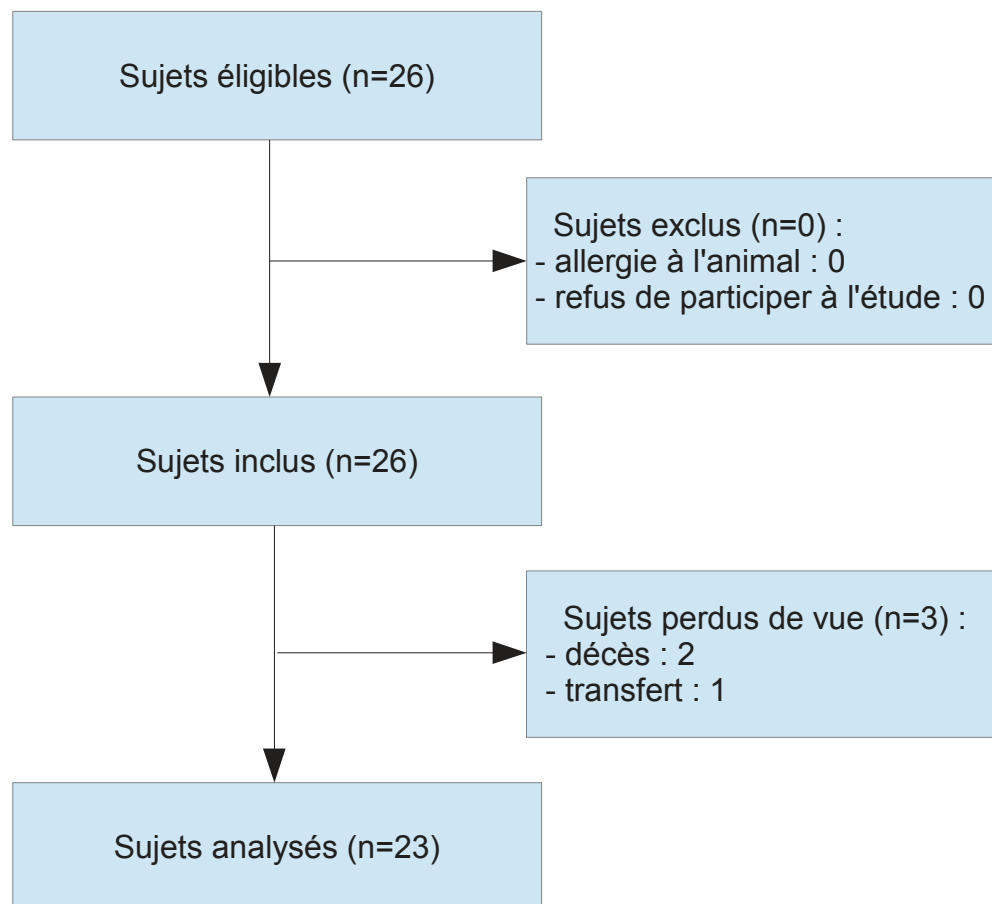 Sujets éligibles (n=26)
Sujets exclus (n=0) :
- allergie à l'animal : 0
- refus de participer à l'étude : 0
Sujets inclus (n=26)
Sujets perdus de vue (n=3) :
- décès : 2
- transfert : 1
Sujets analysés (n=23)